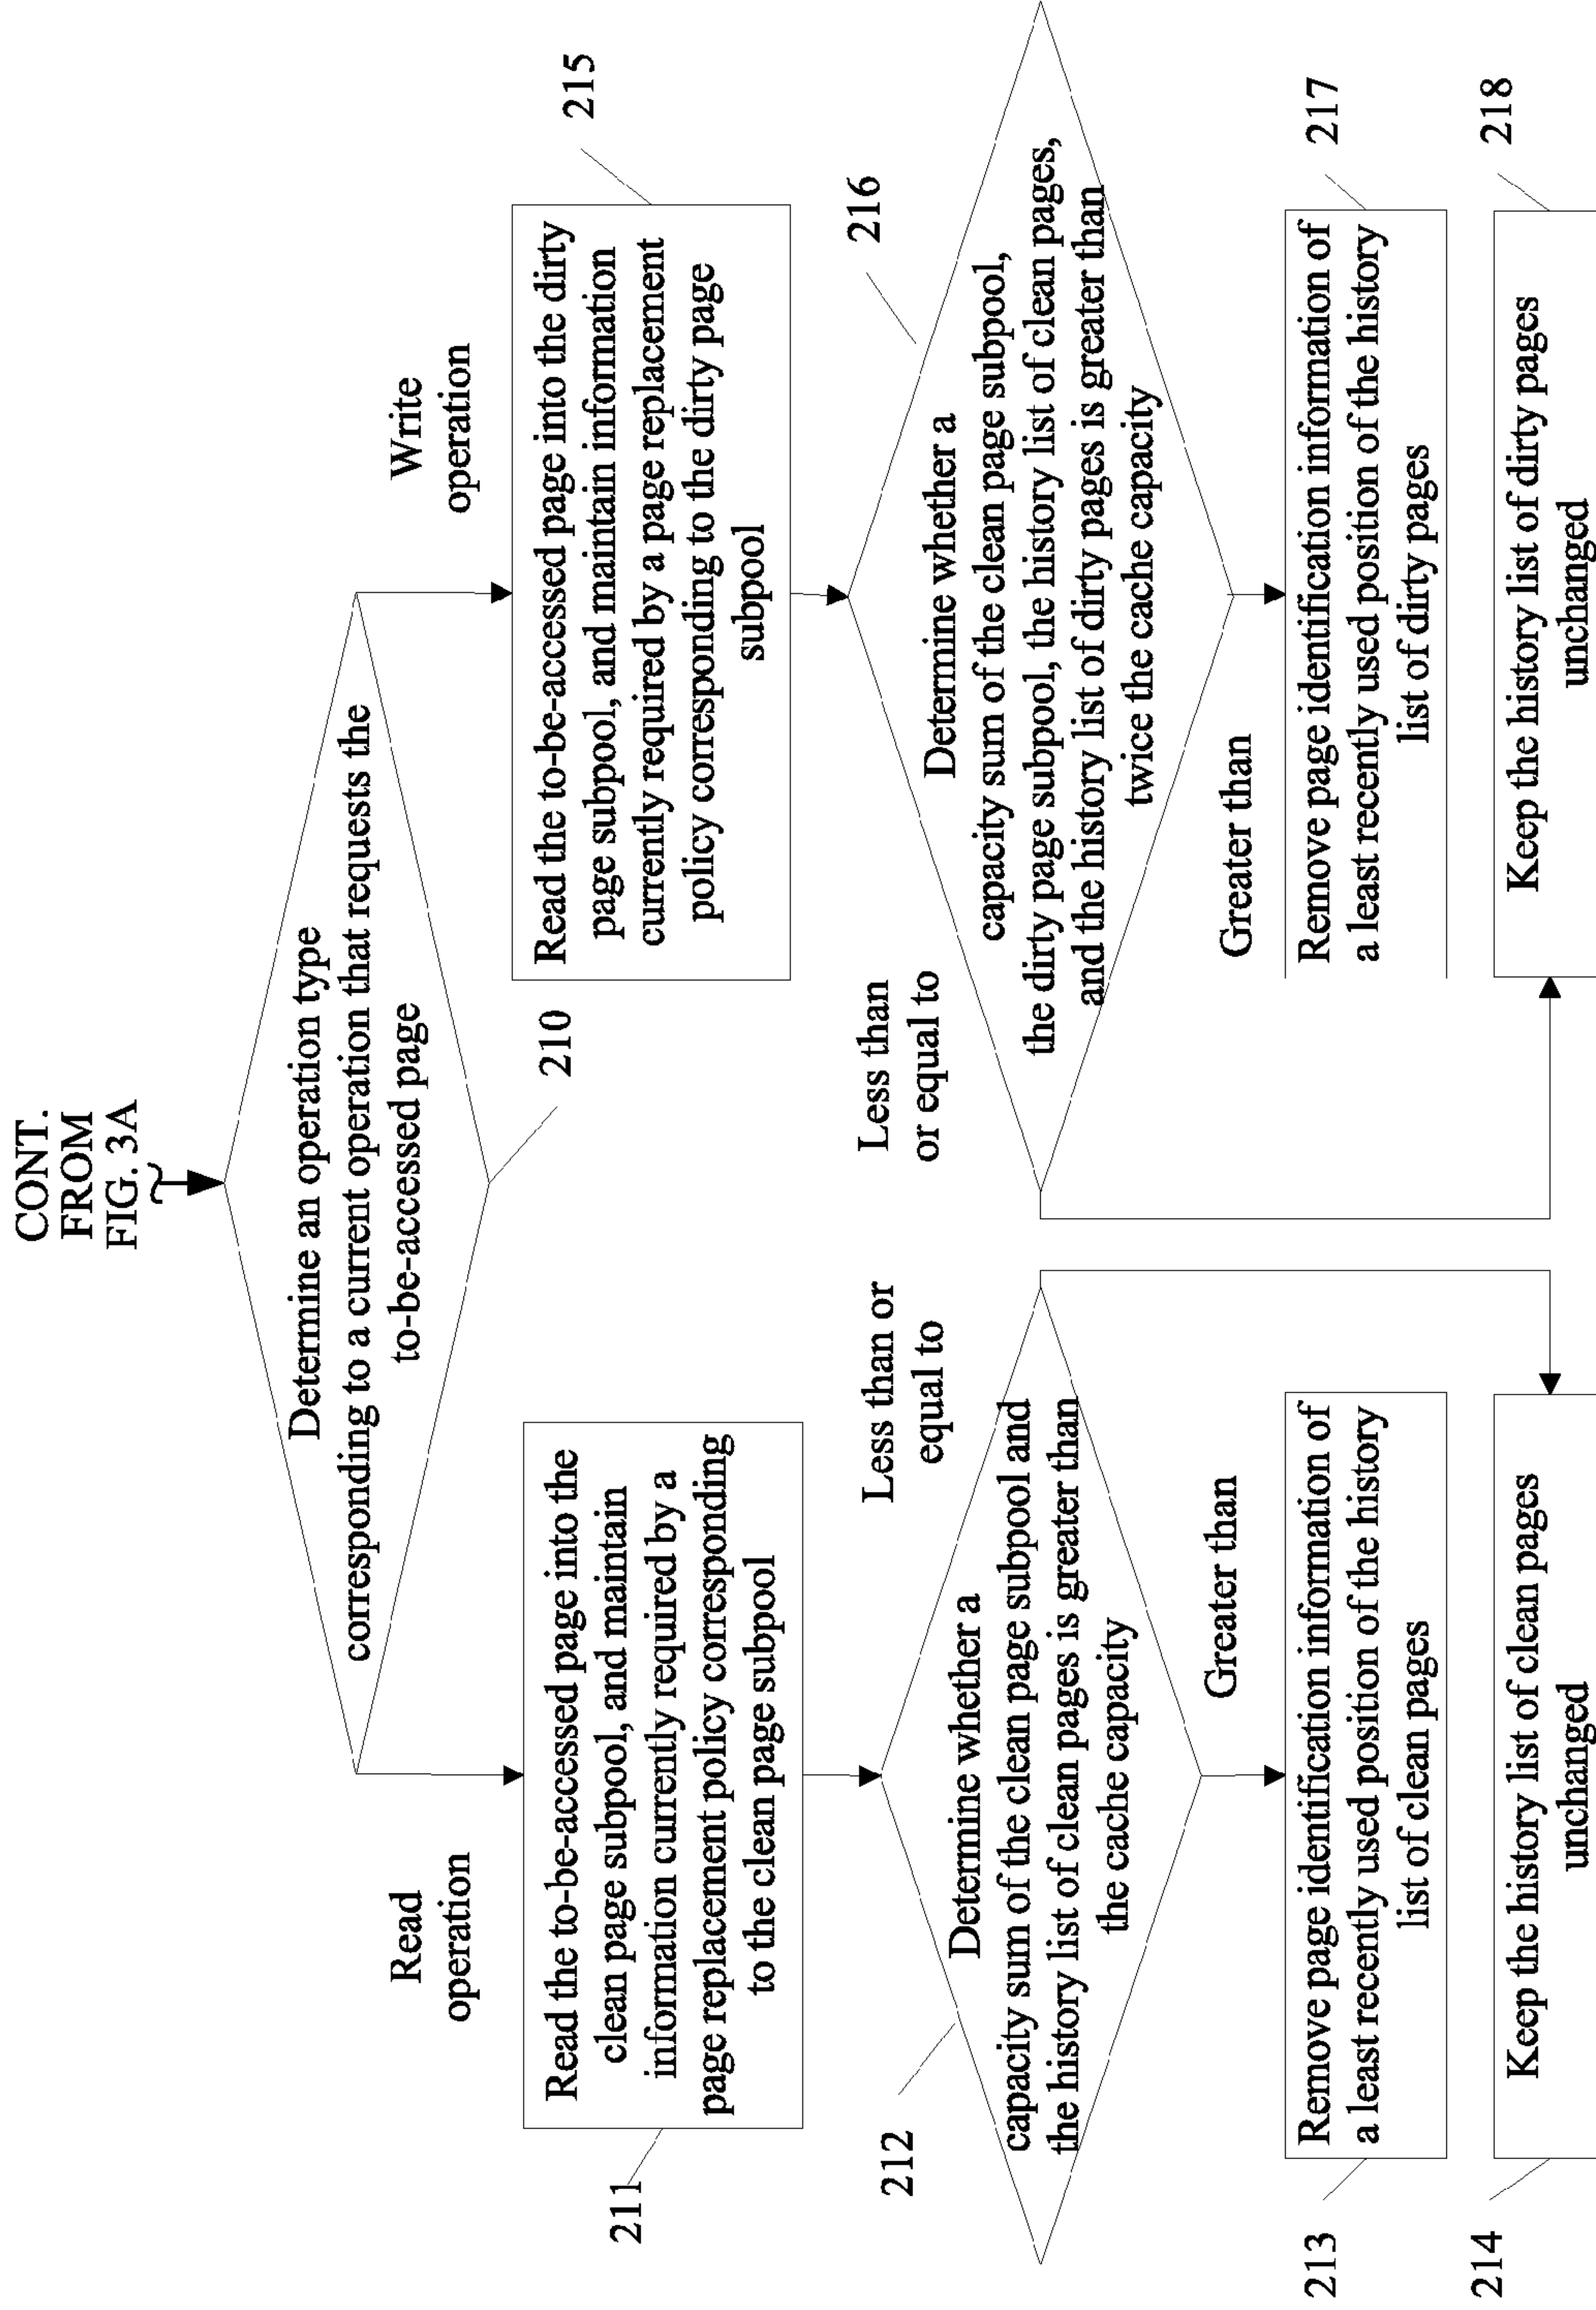 CONT.
FROM
FIG. 3A
Determine an operation type
corresponding to a current operation that requests the
to-be-accessed page
210
Read
operation
Write
operation
Read the to-be-accessed page into the
clean page subpool, and maintain
information currently required by a
page replacement policy corresponding
to the clean page subpool
211
Read the to-be-accessed page into the dirty
page subpool, and maintain information
currently required by a page replacement
policy corresponding to the dirty page
subpool
215
Determine whether a
capacity sum of the clean page subpool and
the history list of clean pages is greater than
the cache capacity
212
Less than or
equal to
Greater than
Determine whether a
capacity sum of the clean page subpool,
the dirty page subpool, the history list of clean pages,
and the history list of dirty pages is greater than
twice the cache capacity
216
Less than
or equal to
Greater than
Remove page identification information of
a least recently used position of the history
list of clean pages
213
Remove page identification information of
a least recently used position of the history
list of dirty pages
217
Keep the history list of clean pages
unchanged
214
Keep the history list of dirty pages
unchanged
218